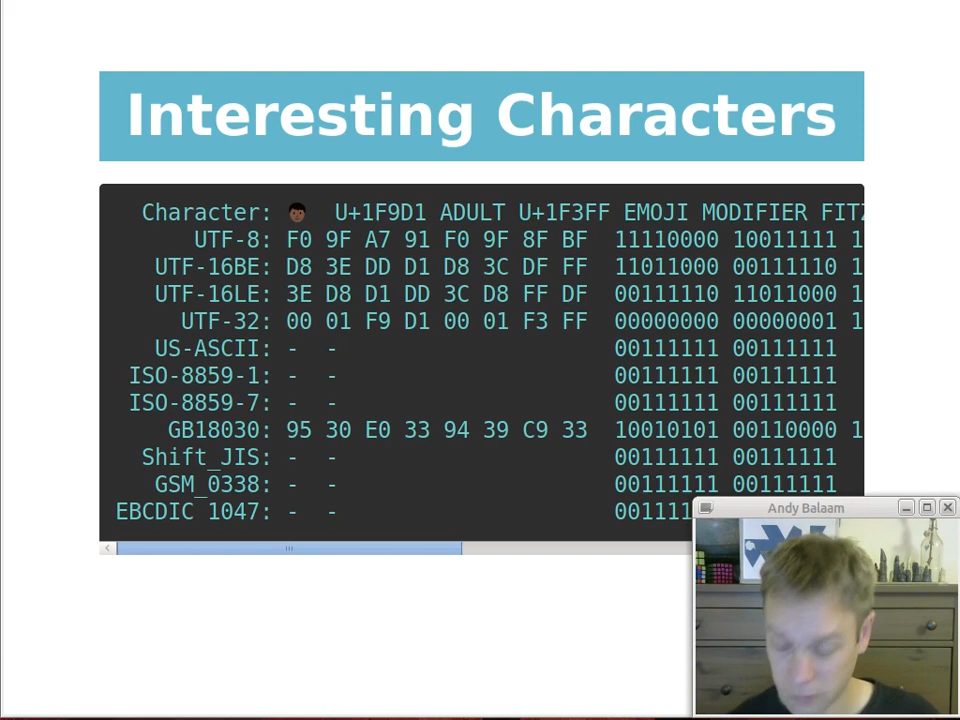 Interesting Characters
Character: 🧑🏿 U+1F9D1 ADULT U+1F3FF EMOJI MODIFIER FITZ
UTF-8: F0 9F A7 91 F0 9F 8F BF 11110000 10011111 1
UTF-16BE: D8 3E DD D1 D8 3C DF FF 11011000 00111110 1
UTF-16LE: 3E D8 D1 DD 3C D8 FF DF 00111110 11011000 1
UTF-32: 00 01 F9 D1 00 01 F3 FF 00000000 00000001 1
US-ASCII: - - 00111111 00111111
ISO-8859-1: - - 00111111 00111111
ISO-8859-7: - - 00111111 00111111
GB18030: 95 30 E0 33 94 39 C9 33 10010101 00110000 1
Shift_JIS: - - 00111111 00111111
GSM_0338: - - 00111111 00111111
EBCDIC 1047: - - 001111
Andy Balaam